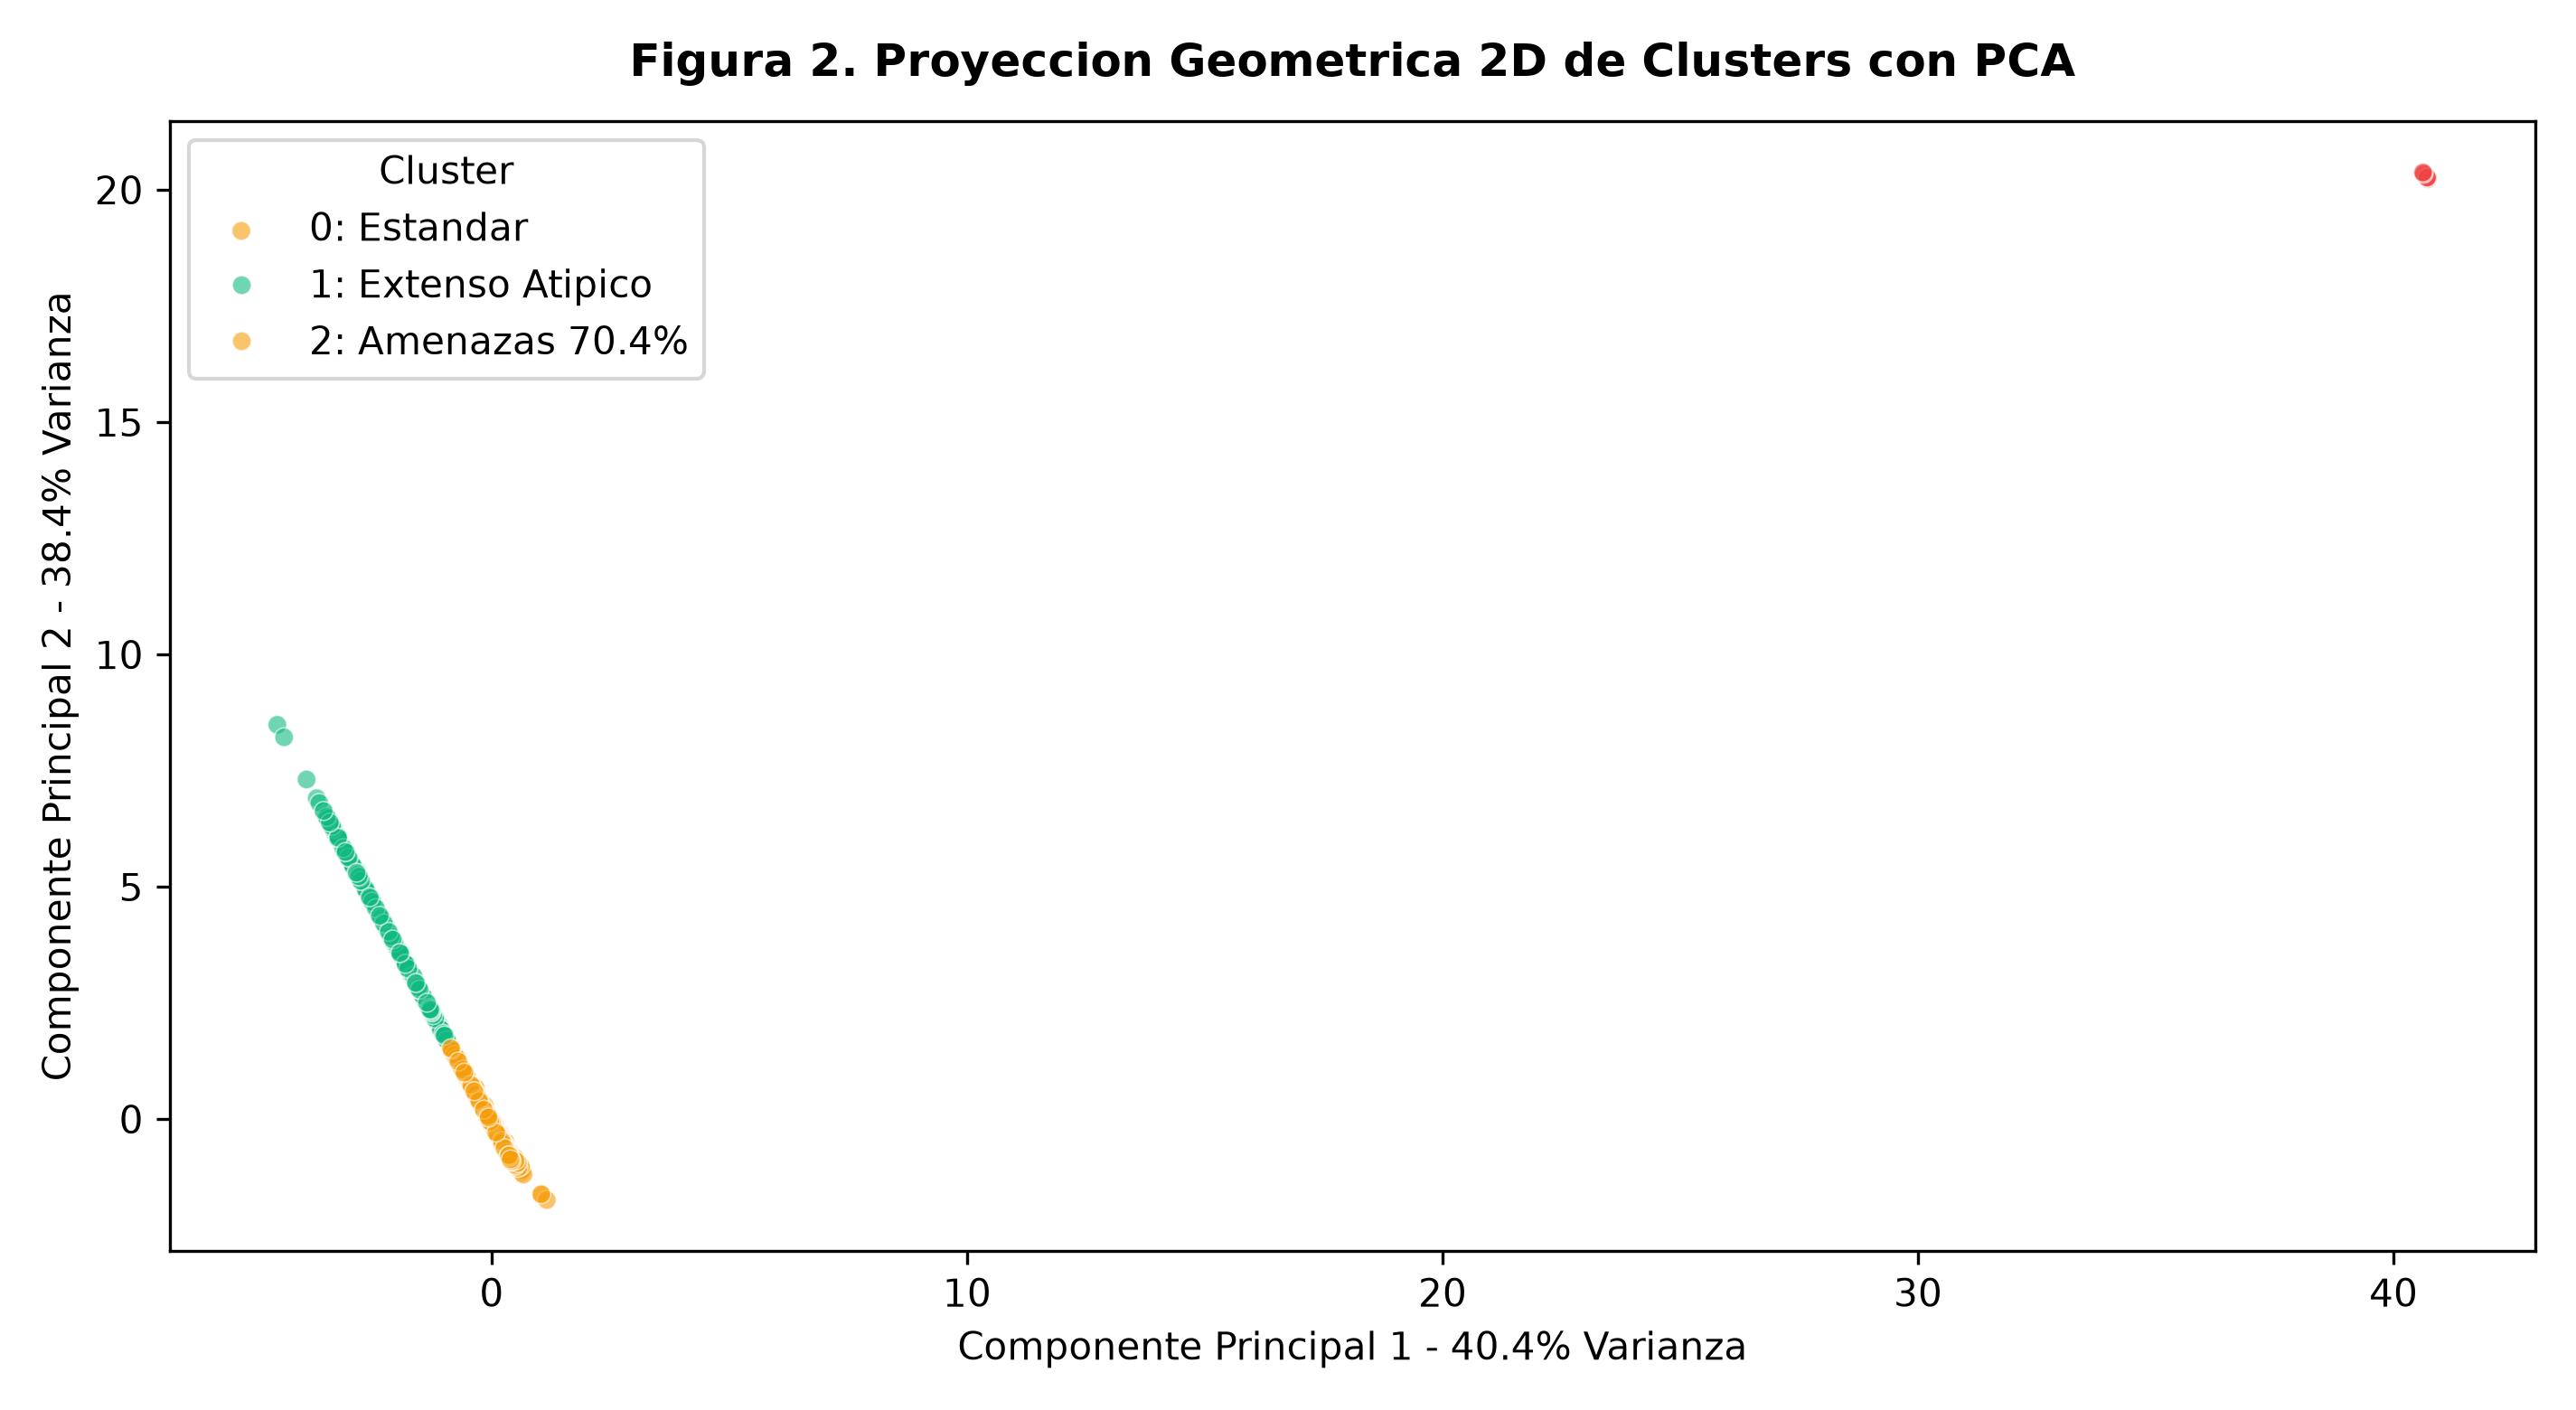 Figura 2. Proyeccion Geometrica 2D de Clusters con PCA
Cluster
0: Estandar
1: Extenso Atipico
2: Amenazas 70.4%
Componente Principal 2 - 38.4% Varianza
20
15
10
5
0
0 10 20 30 40
Componente Principal 1 - 40.4% Varianza